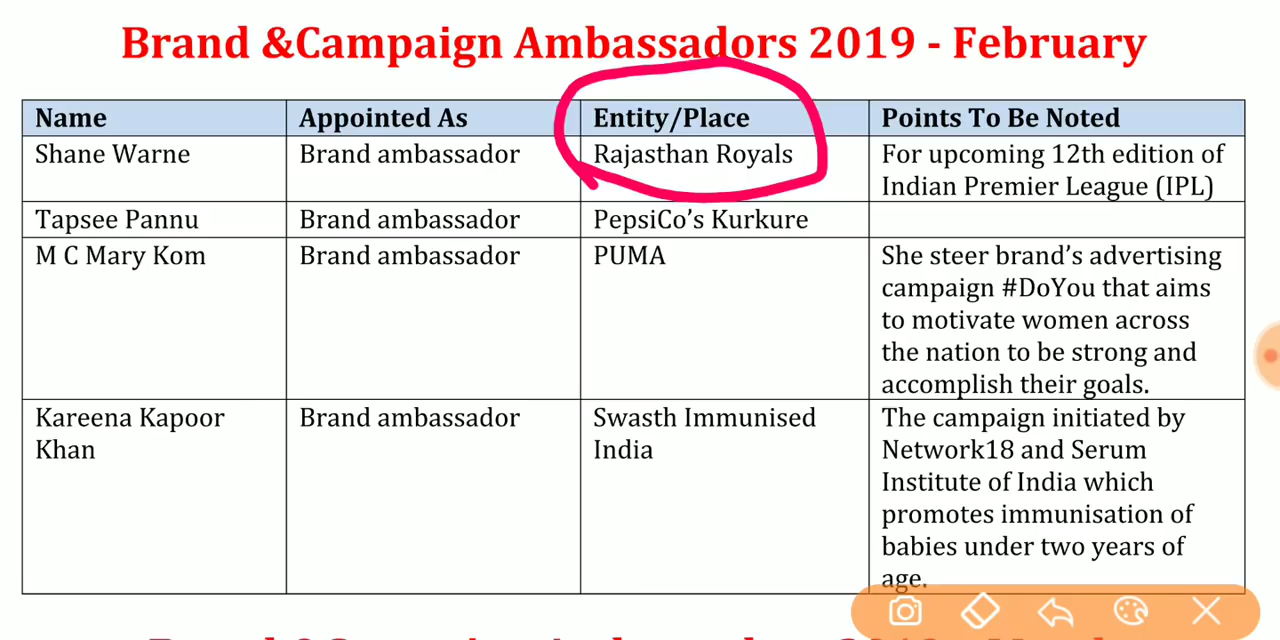 Brand &Campaign Ambassadors 2019 - February
Name Appointed As Entity/Place Points To Be Noted
Shane Warne Brand ambassador Rajasthan Royals For upcoming 12th edition of
Indian Premier League (IPL)
Tapsee Pannu Brand ambassador PepsiCo's Kurkure
M C Mary Kom Brand ambassador PUMA She steer brand's advertising
campaign #DoYou that aims
to motivate women across
the nation to be strong and
accomplish their goals.
Kareena Kapoor Brand ambassador Swasth Immunised The campaign initiated by
Khan India Network18 and Serum
Institute of India which
promotes immunisation of
babies under two years of
age.